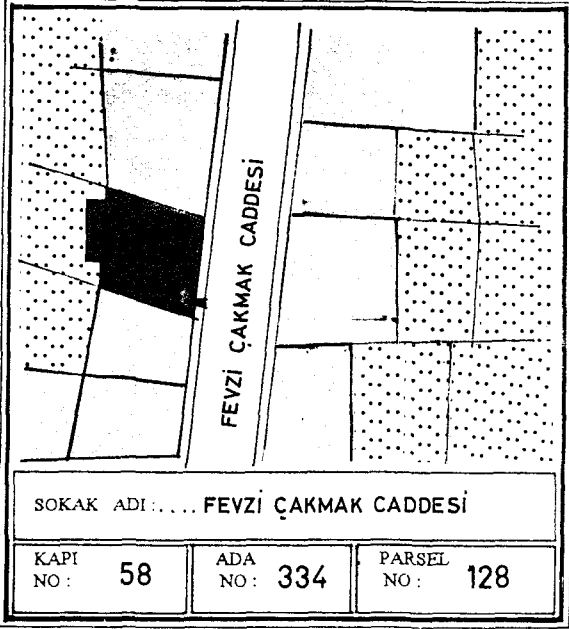 FEVZİ ÇAKMAK CADDESİ
SOKAK ADI:.... FEVZİ ÇAKMAK CADDESİ
KAPI NO: 58
ADA NO: 334
PARSEL NO: 128